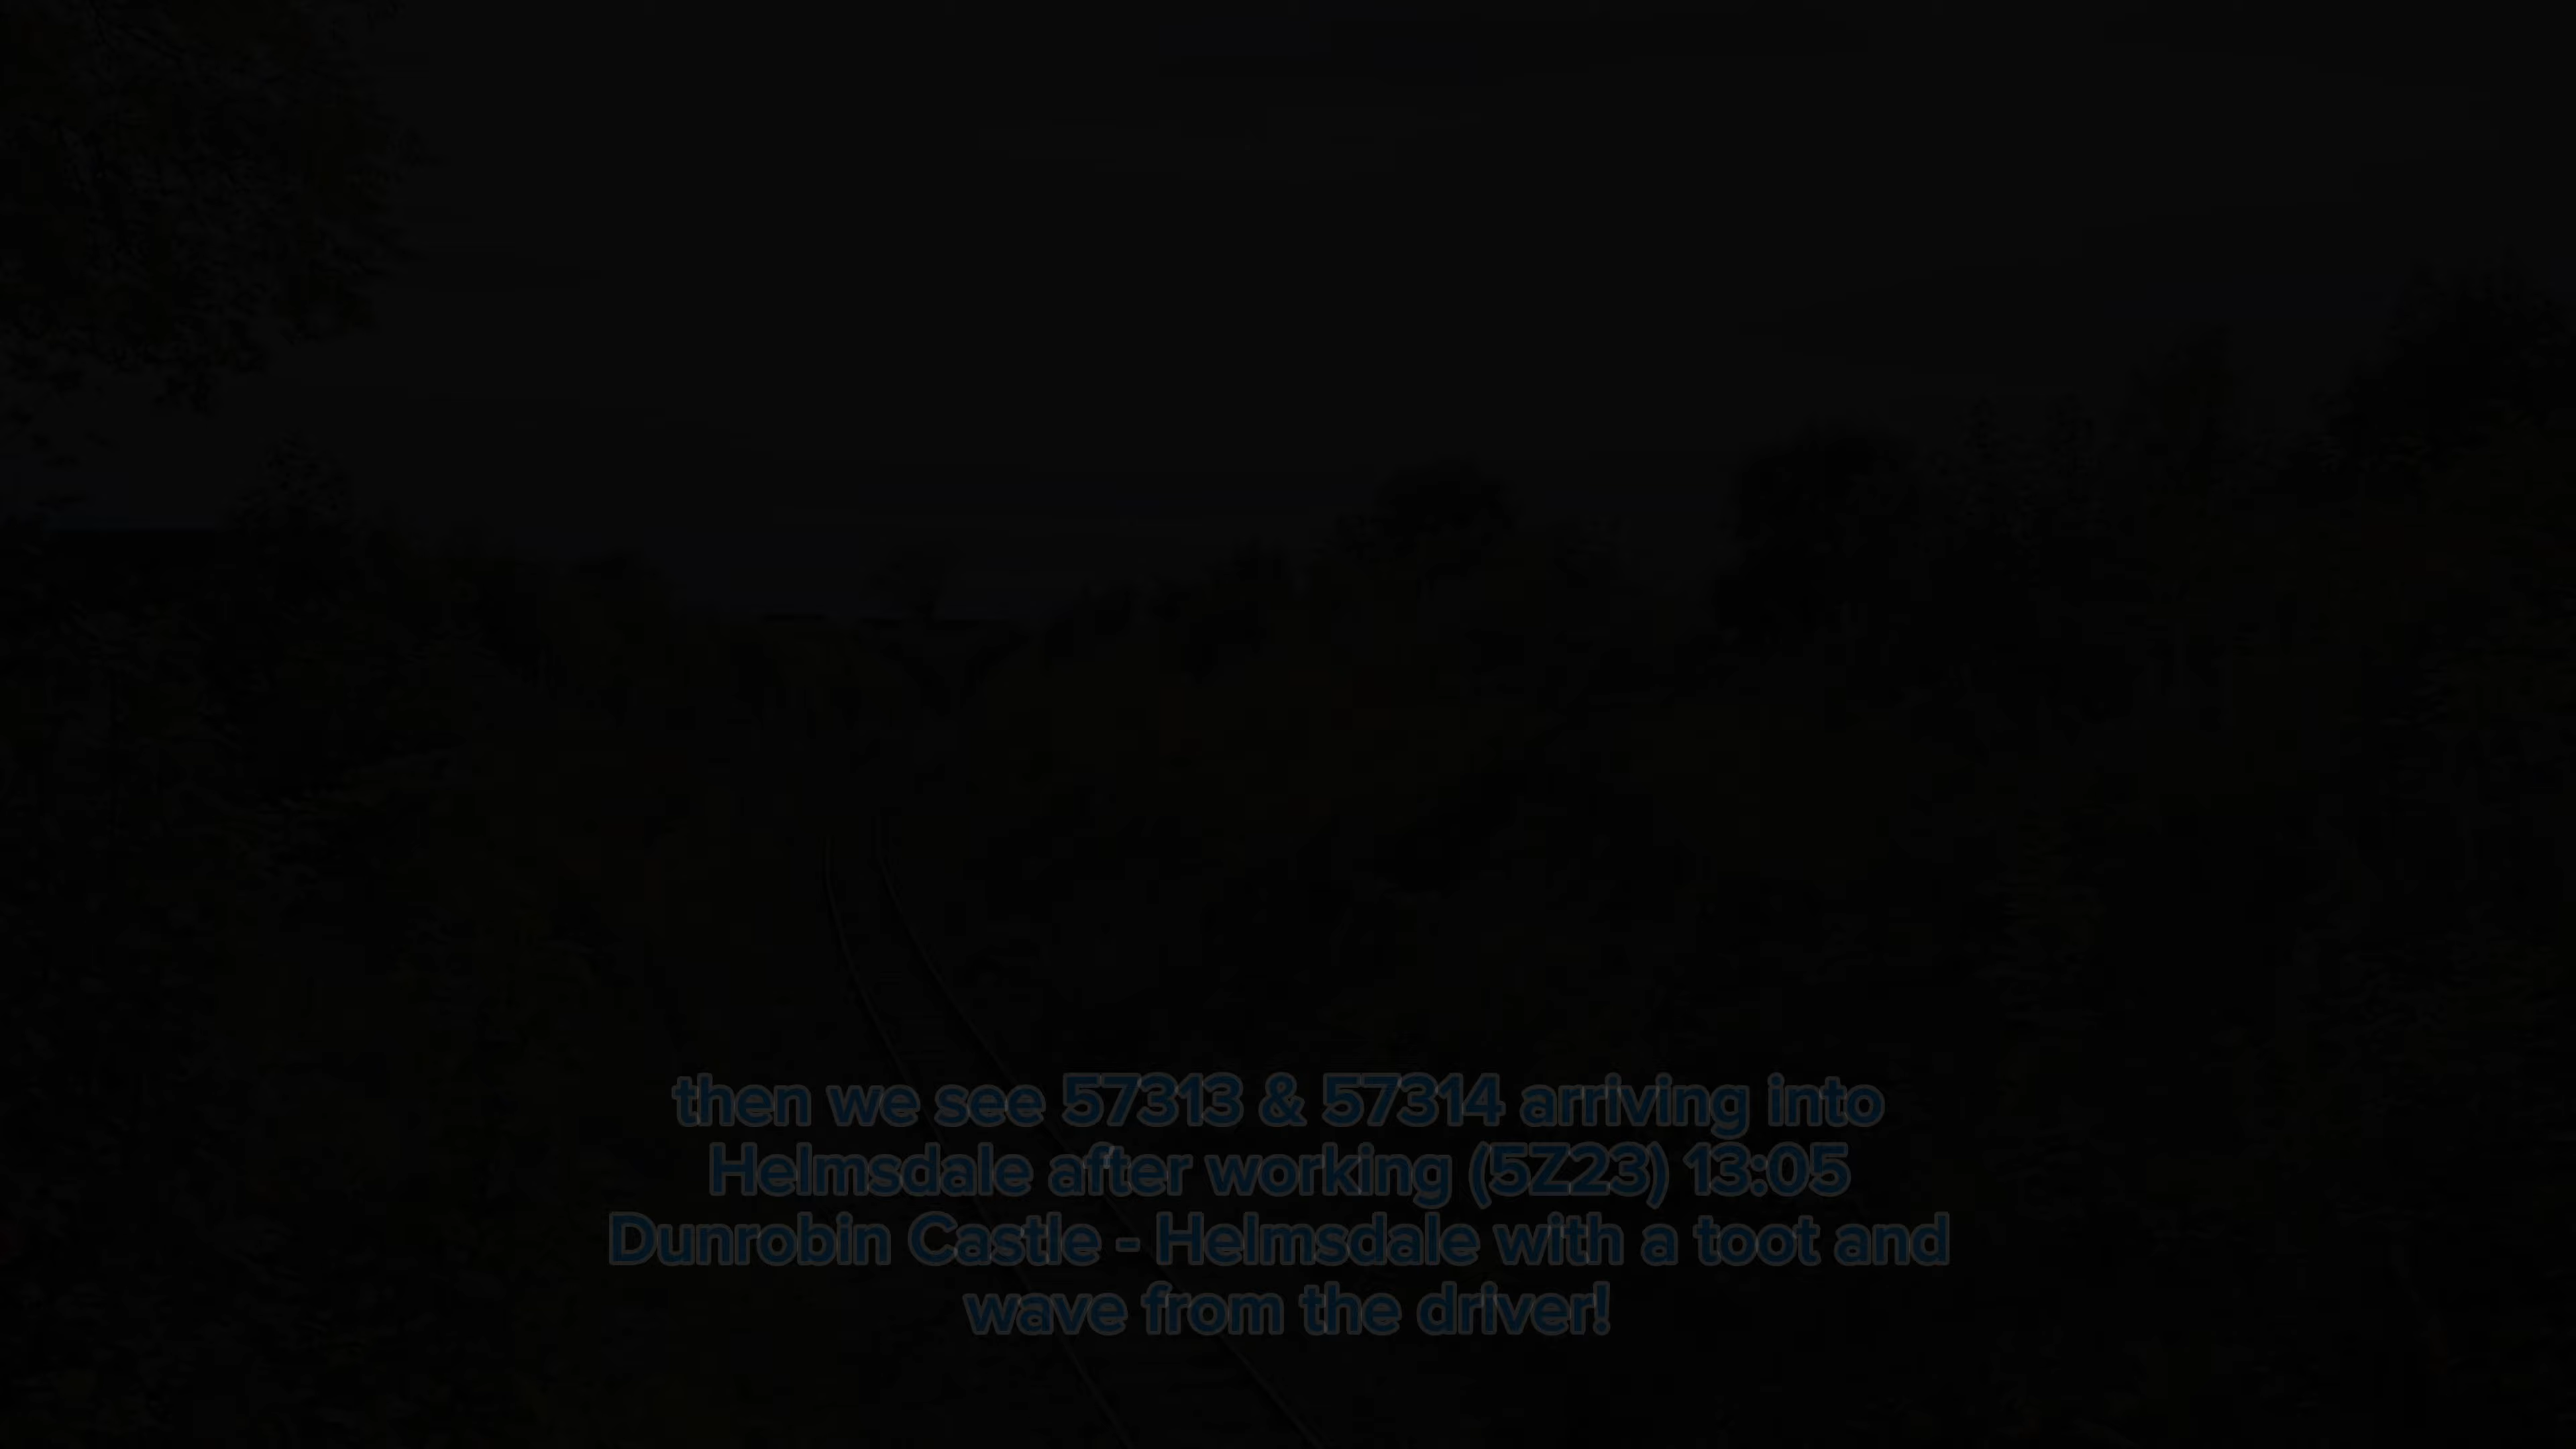 then we see 57313 & 57314 arriving into
Helmsdale after working (5Z23) 13:05
Dunrobin Castle - Helmsdale with a toot and
wave from the driver!